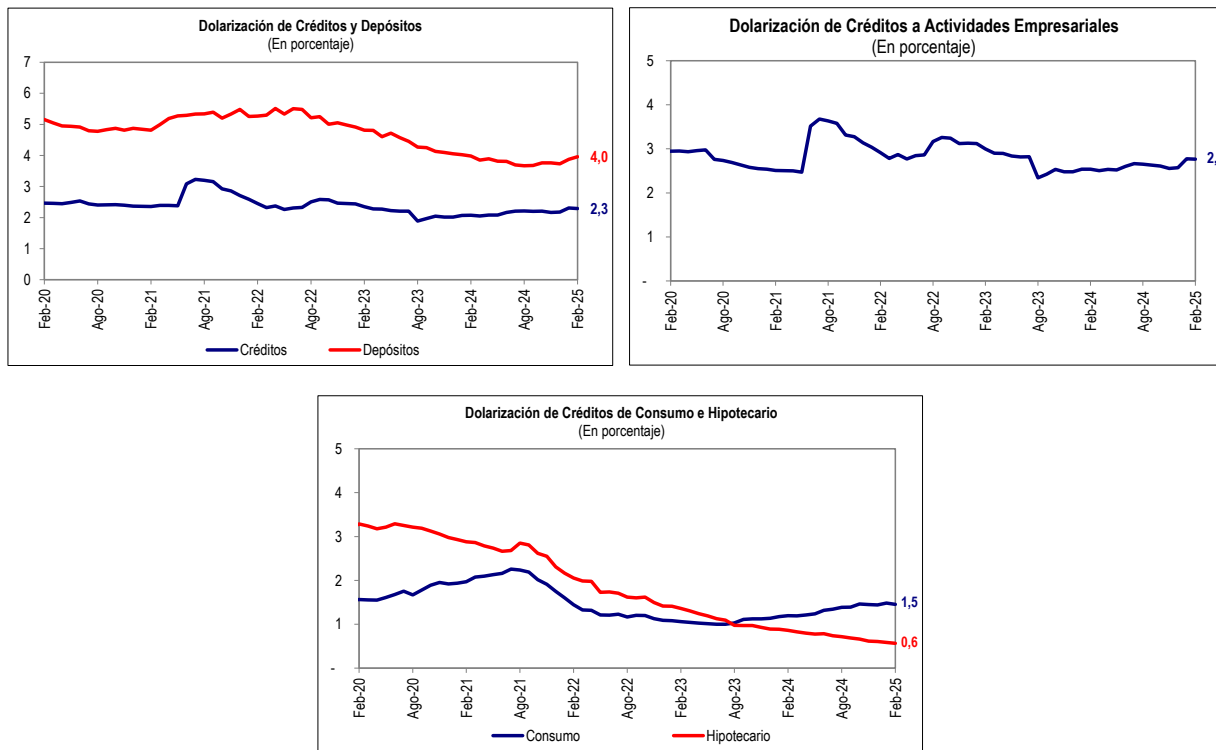 Dolarización de Créditos y Depósitos
(En porcentaje)
7
6
5
4
3
2
1
0
4,0
2,3
Feb-20
Ago-20
Feb-21
Ago-21
Feb-22
Ago-22
Feb-23
Ago-23
Feb-24
Ago-24
Feb-25
Créditos Depósitos
Dolarización de Créditos a Actividades Empresariales
(En porcentaje)
5
4
3
2
1
-
2,
Feb-20
Ago-20
Feb-21
Ago-21
Feb-22
Ago-22
Feb-23
Ago-23
Feb-24
Ago-24
Feb-25
Dolarización de Créditos de Consumo e Hipotecario
(En porcentaje)
5
4
3
2
1
-
1,5
0,6
Feb-20
Ago-20
Feb-21
Ago-21
Feb-22
Ago-22
Feb-23
Ago-23
Feb-24
Ago-24
Feb-25
Consumo Hipotecario